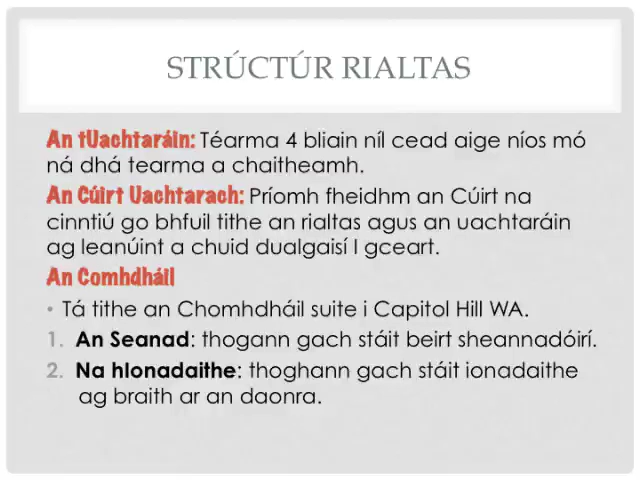 STRÚCTÚR RIALTAS
An tUachtaráin: Téarma 4 bliain níl cead aige níos mó
ná dhá tearma a chaitheamh.
An Cúirt Uachtarach: Príomh fheidhm an Cúirt na
cinntiú go bhfuil tithe an rialtas agus an uachtaráin
ag leanúint a chuid dualgaisí I gceart.
An Comhdháil
• Tá tithe an Chomhdháil suite i Capitol Hill WA.
1. An Seanad: thogann gach stáit beirt sheannadóirí.
2. Na hIonadaithe: thoghann gach stáit ionadaithe
ag braith ar an daonra.